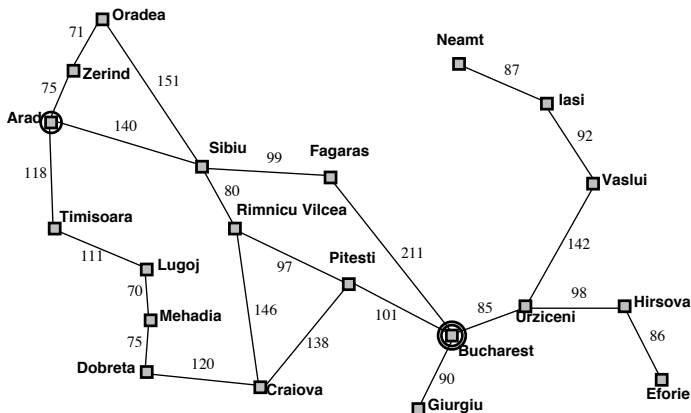 Oradea
71
Neamt
Zerind
87
75
151
Iasi
Arad
140
92
Sibiu
99
Fagaras
118
80
Vaslui
Timisoara
Rimnicu Vilcea
111
211
142
Lugoj
97
Pitesti
70
98
Hirsova
146
101
85
Urziceni
Mehadia
138
86
75
120
Bucharest
Dobreta
90
Craiova
Eforie
Giurgiu